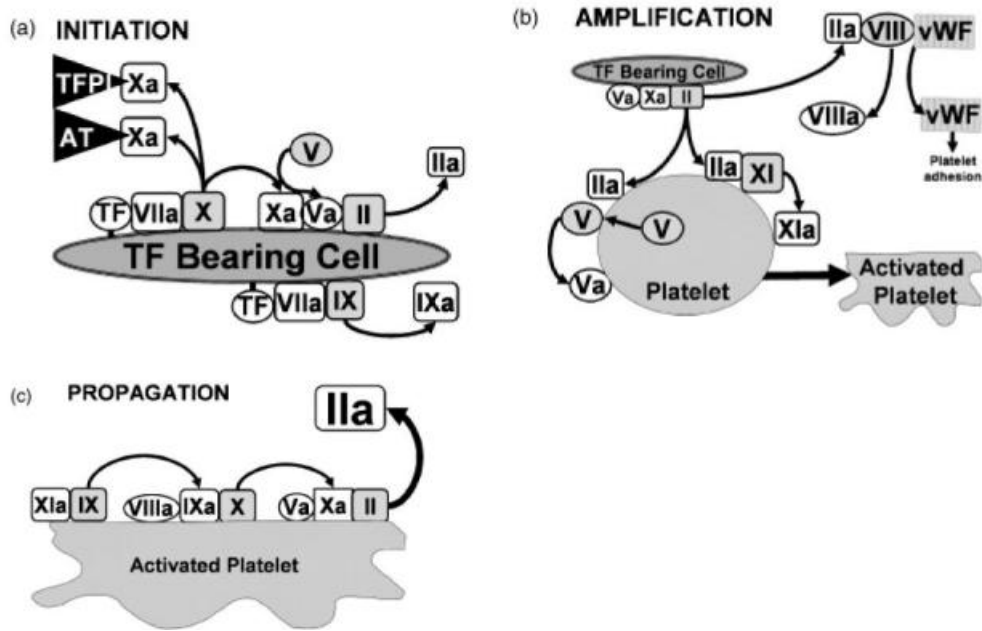 (a) INITIATION
TFPI Xa
AT Xa
V
IIa
TF VIIa X Xa Va II
TF Bearing Cell
TF VIIa IX IXa
(b) AMPLIFICATION
IIa VIII vWF
TF Bearing Cell
Va Xa II
VIIIa vWF
Platelet
adhesion
IIa IIa XI
V V XIa
Va Platelet
Activated
Platelet
(c) PROPAGATION
IIa
XIa IX VIIIa IXa X Va Xa II
Activated Platelet